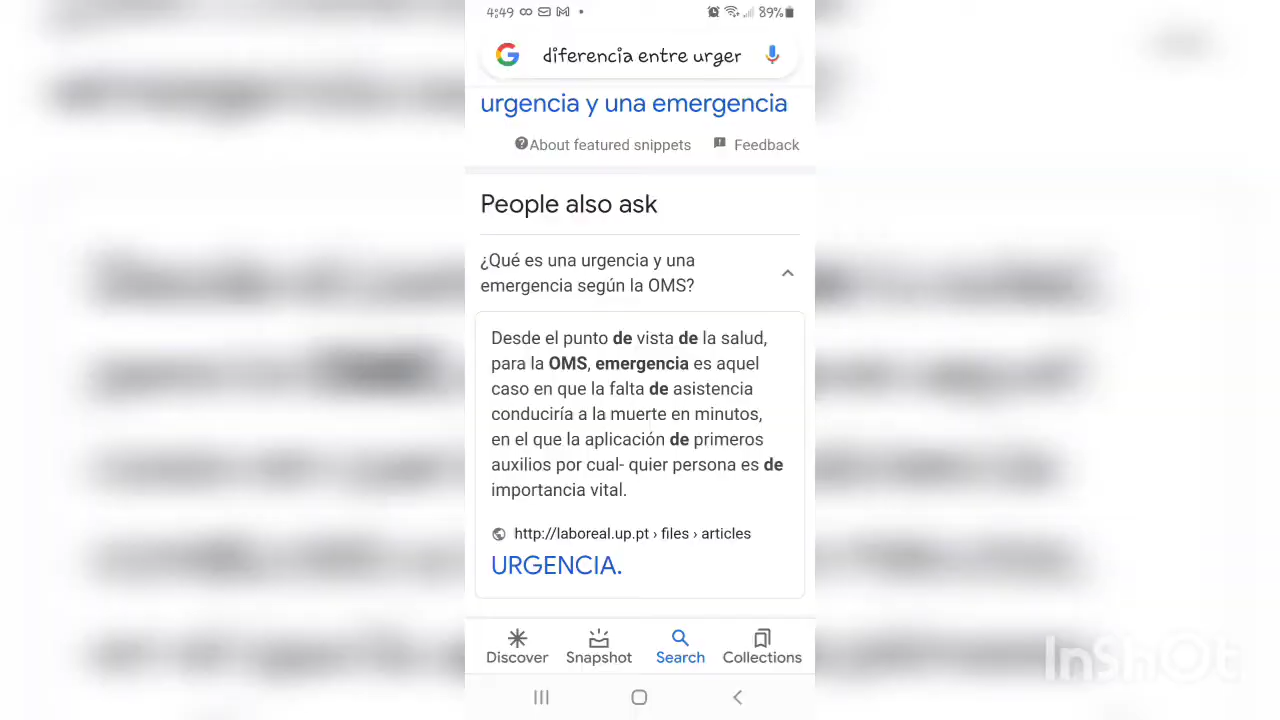 4:49
89%
diferencia entre urger
urgencia y una emergencia
About featured snippets
Feedback
People also ask
¿Qué es una urgencia y una
emergencia según la OMS?
Desde el punto de vista de la salud,
para la OMS, emergencia es aquel
caso en que la falta de asistencia
conduciría a la muerte en minutos,
en el que la aplicación de primeros
auxilios por cual- quier persona es de
importancia vital.
http://laboreal.up.pt › files › articles
URGENCIA.
Discover
Snapshot
Search
Collections
InShOt